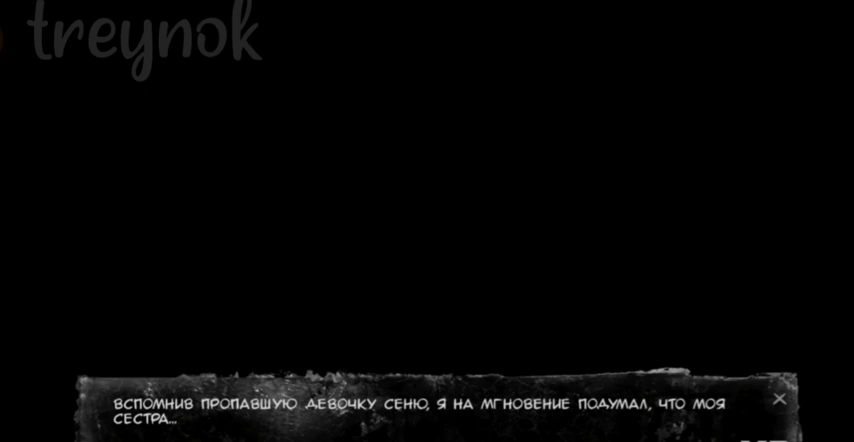 treynok
ВСПОМНИВ ПРОПАВШУЮ ДЕВОЧКУ СЕНЮ, Я НА МГНОВЕНИЕ ПОДУМАЛ, ЧТО МОЯ
СЕСТРА...